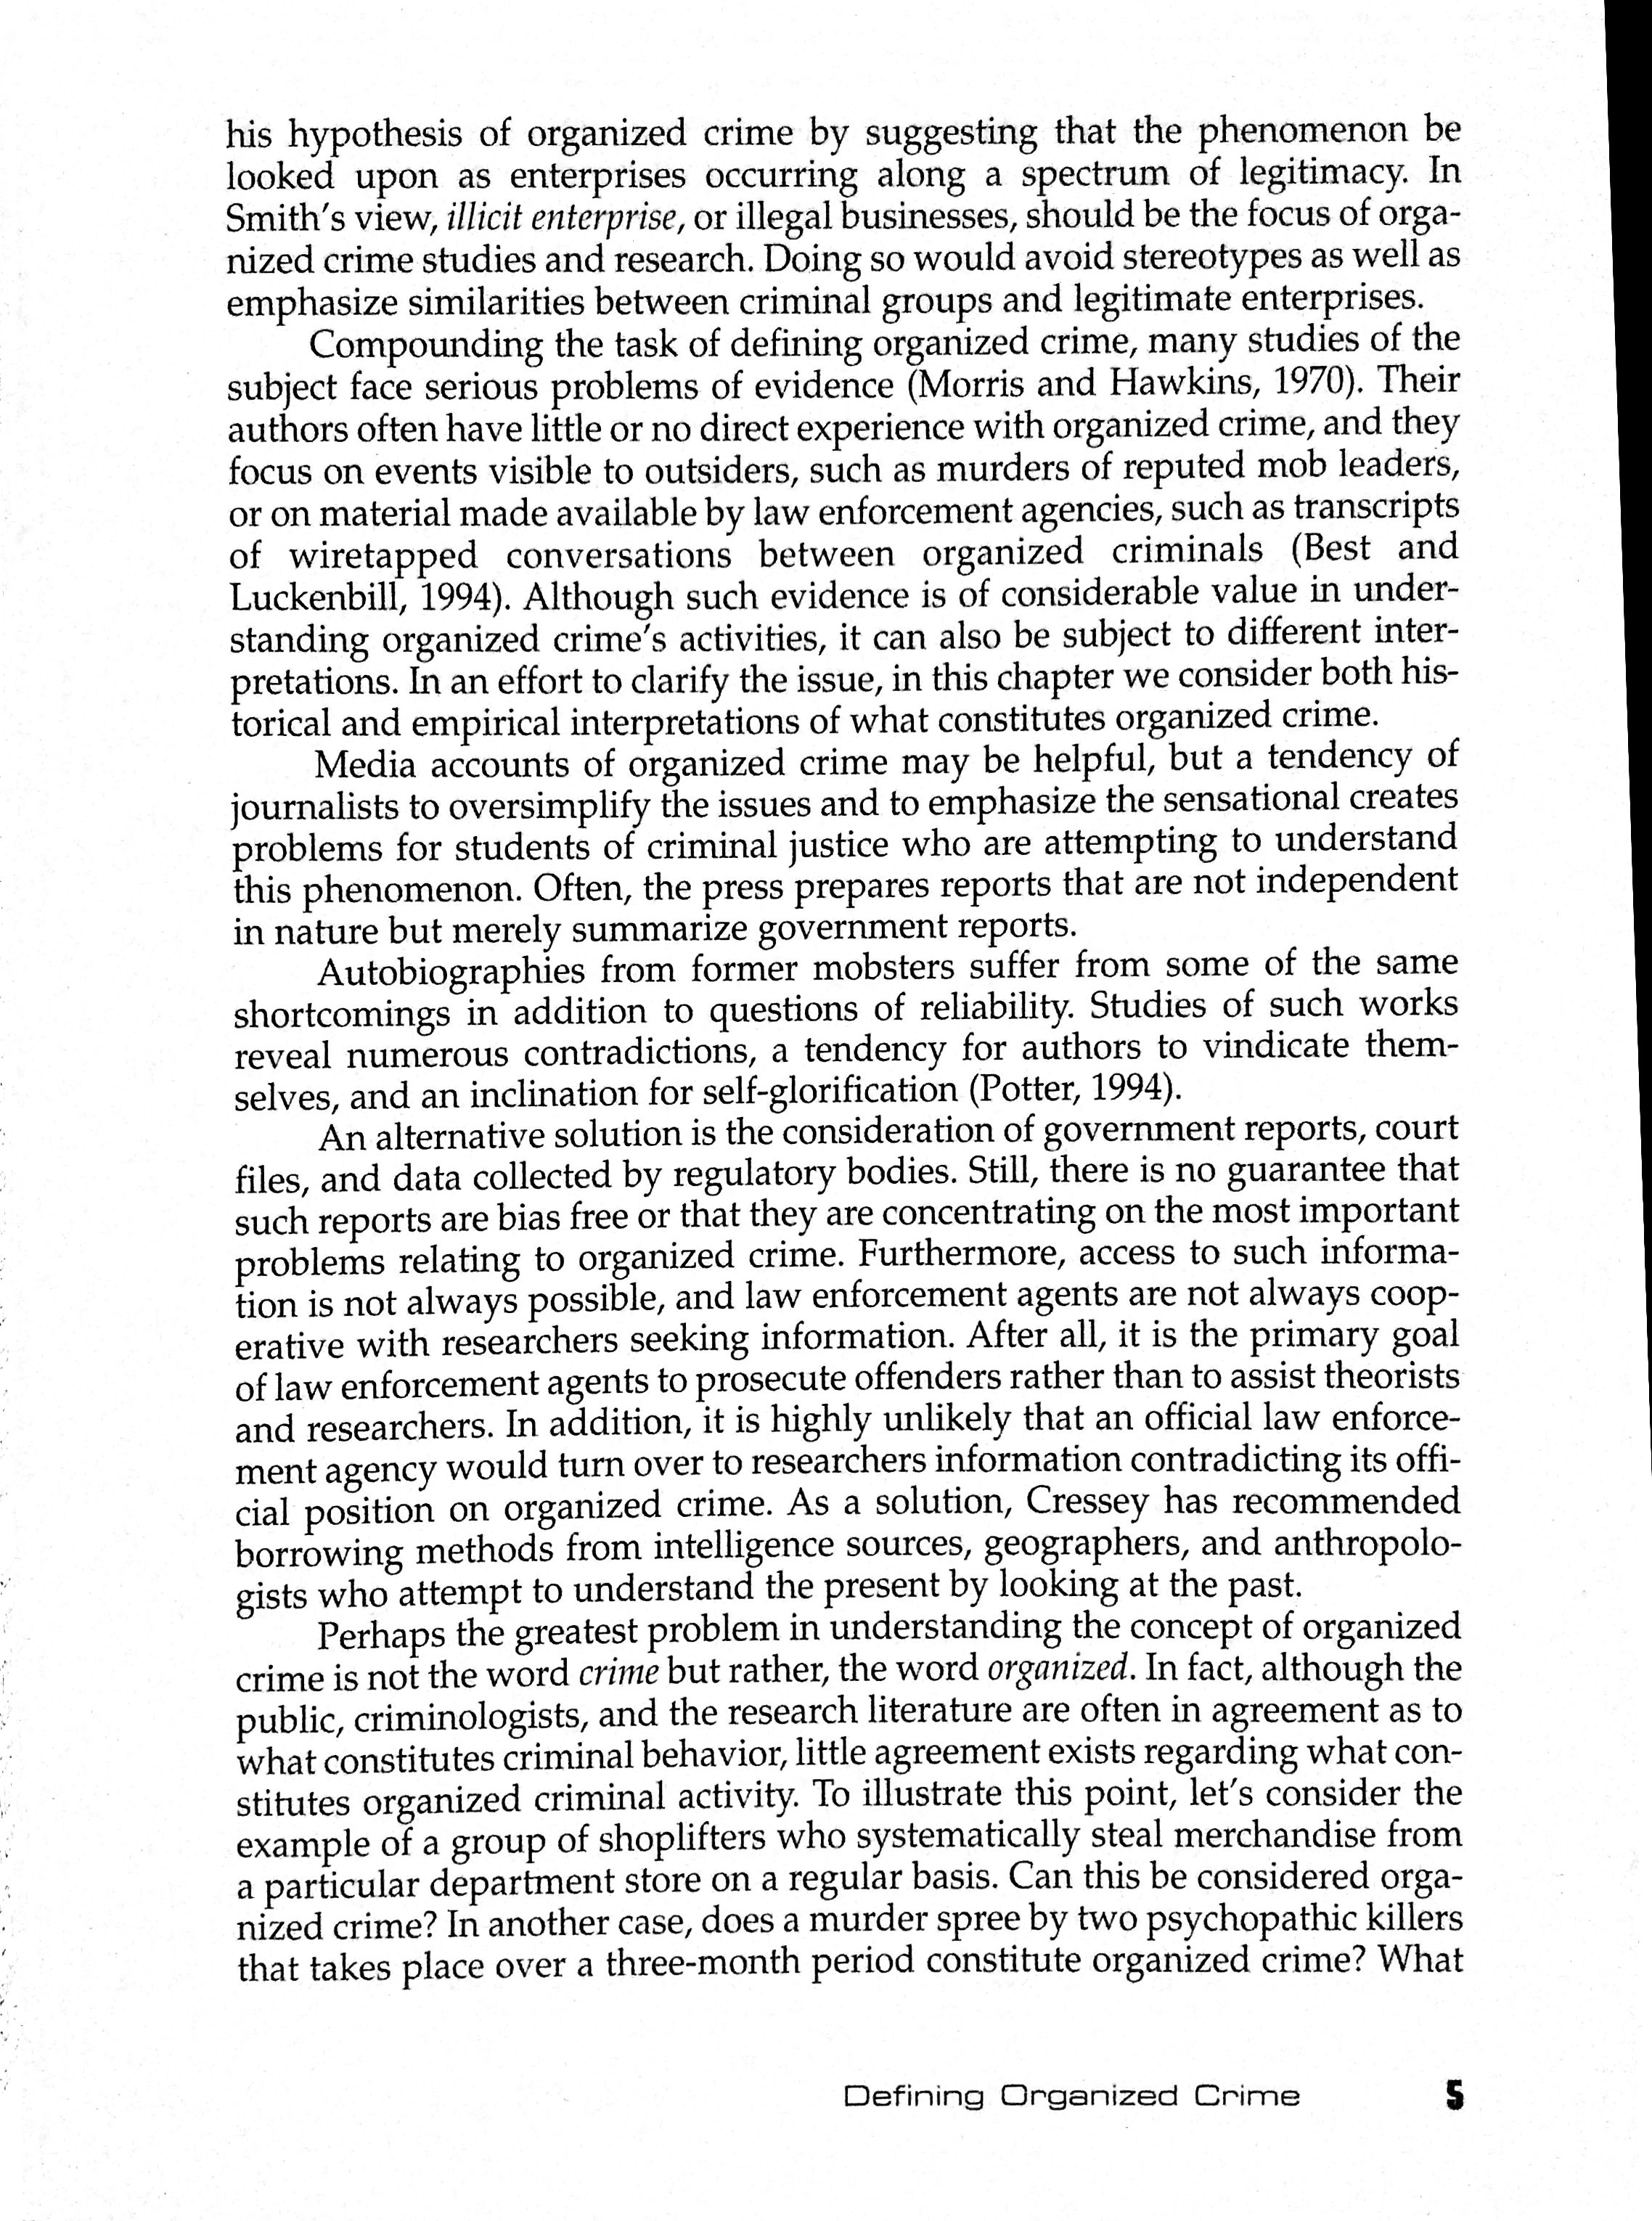 his hypothesis of organized crime by suggesting that the phenomenon be
looked upon as enterprises occurring along a spectrum of legitimacy. In
Smith's view, illicit enterprise, or illegal businesses, should be the focus of orga-
nized crime studies and research. Doing so would avoid stereotypes as well as
emphasize similarities between criminal groups and legitimate enterprises.
Compounding the task of defining organized crime, many studies of the
subject face serious problems of evidence (Morris and Hawkins, 1970). Their
authors often have little or no direct experience with organized crime, and they
focus on events visible to outsiders, such as murders of reputed mob leaders,
or on material made available by law enforcement agencies, such as transcripts
of wiretapped conversations between organized criminals (Best and
Luckenbill, 1994). Although such evidence is of considerable value in under-
standing organized crime's activities, it can also be subject to different inter-
pretations. In an effort to clarify the issue, in this chapter we consider both his-
torical and empirical interpretations of what constitutes organized crime.
Media accounts of organized crime may be helpful, but a tendency of
journalists to oversimplify the issues and to emphasize the sensational creates
problems for students of criminal justice who are attempting to understand
this phenomenon. Often, the press prepares reports that are not independent
in nature but merely summarize government reports.
Autobiographies from former mobsters suffer from some of the same
shortcomings in addition to questions of reliability. Studies of such works
reveal numerous contradictions, a tendency for authors to vindicate them-
selves, and an inclination for self-glorification (Potter, 1994).
An alternative solution is the consideration of government reports, court
files, and data collected by regulatory bodies. Still, there is no guarantee that
such reports are bias free or that they are concentrating on the most important
problems relating to organized crime. Furthermore, access to such informa-
tion is not always possible, and law enforcement agents are not always coop-
erative with researchers seeking information. After all, it is the primary goal
of law enforcement agents to prosecute offenders rather than to assist theorists
and researchers. In addition, it is highly unlikely that an official law enforce-
ment agency would turn over to researchers information contradicting its offi-
cial position on organized crime. As a solution, Cressey has recommended
borrowing methods from intelligence sources, geographers, and anthropolo-
gists who attempt to understand the present by looking at the past.
Perhaps the greatest problem in understanding the concept of organized
crime is not the word crime but rather, the word organized. In fact, although the
public, criminologists, and the research literature are often in agreement as to
what constitutes criminal behavior, little agreement exists regarding what con-
stitutes organized criminal activity. To illustrate this point, let's consider the
example of a group of shoplifters who systematically steal merchandise from
a particular department store on a regular basis. Can this be considered orga-
nized crime? In another case, does a murder spree by two psychopathic killers
that takes place over a three-month period constitute organized crime? What
Defining Organized Crime 5